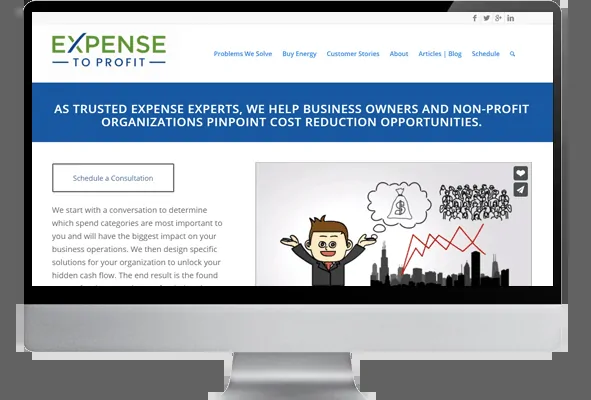 EXPENSE
TO PROFIT
Problems We Solve Buy Energy Customer Stories About Articles | Blog Schedule
AS TRUSTED EXPENSE EXPERTS, WE HELP BUSINESS OWNERS AND NON-PROFIT
ORGANIZATIONS PINPOINT COST REDUCTION OPPORTUNITIES.
Schedule a Consultation
We start with a conversation to determine
which spend categories are most important to
you and will have the biggest impact on your
business operations. We then design specific
solutions for your organization to unlock your
hidden cash flow. The end result is the found
$